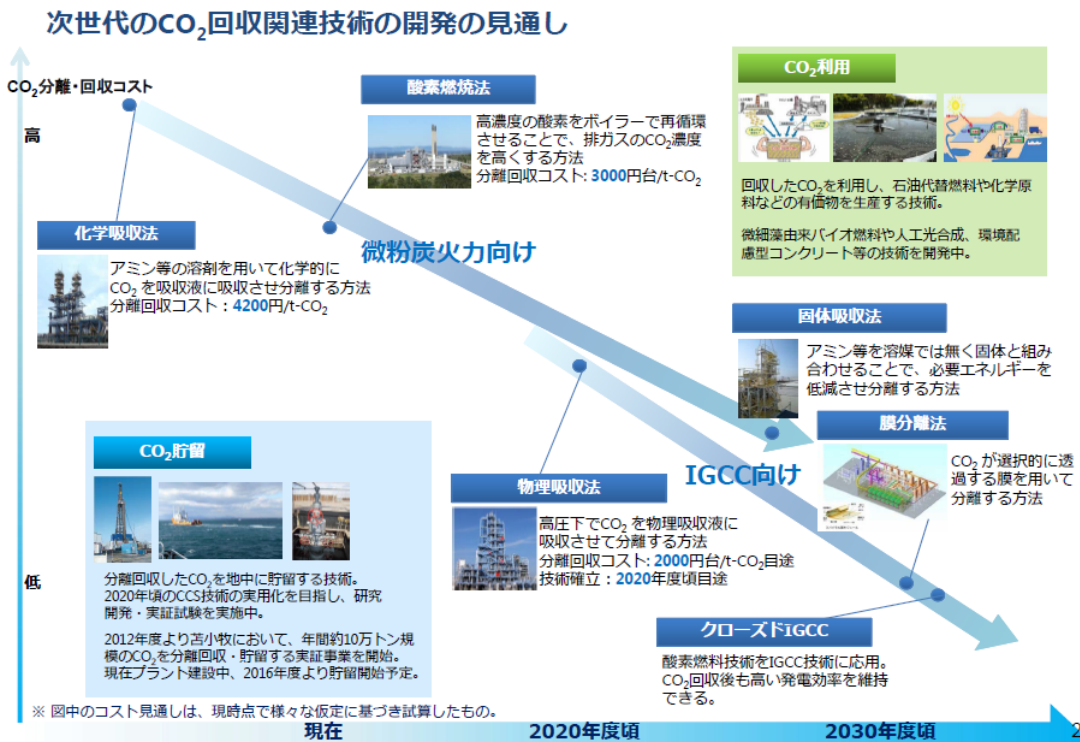 次世代のCO2回収関連技術の開発の見通し
CO2分離・回収コスト
高
低
化学吸収法
アミン等の溶剤を用いて化学的に
CO2 を吸収液に吸収させ分離する方法
分離回収コスト：4200円/t-CO2
酸素燃焼法
高濃度の酸素をボイラーで再循環
させることで、排ガスのCO2濃度
を高くする方法
分離回収コスト: 3000円台/t-CO2
微粉炭火力向け
CO2利用
回収したCO2を利用し、石油代替燃料や化学原
料などの有価物を生産する技術。
微細藻由来バイオ燃料や人工光合成、環境配
慮型コンクリート等の技術を開発中。
固体吸収法
アミン等を溶媒では無く固体と組み
合わせることで、必要エネルギーを
低減させ分離する方法
膜分離法
CO2 が選択的に透
過する膜を用いて
分離する方法
IGCC向け
物理吸収法
高圧下でCO2 を物理吸収液に
吸収させて分離する方法
分離回収コスト: 2000円台/t-CO2目途
技術確立：2020年度頃目途
クローズドIGCC
酸素燃料技術をIGCC技術に応用。
CO2回収後も高い発電効率を維持
できる。
CO2貯留
分離回収したCO2を地中に貯留する技術。
2020年頃のCCS技術の実用化を目指し、研究
開発・実証試験を実施中。
2012年度より苫小牧において、年間約10万トン規
模のCO2を分離回収・貯留する実証事業を開始。
現在プラント建設中、2016年度より貯留開始予定。
※ 図中のコスト見通しは、現時点で様々な仮定に基づき試算したもの。
現在
2020年度頃
2030年度頃